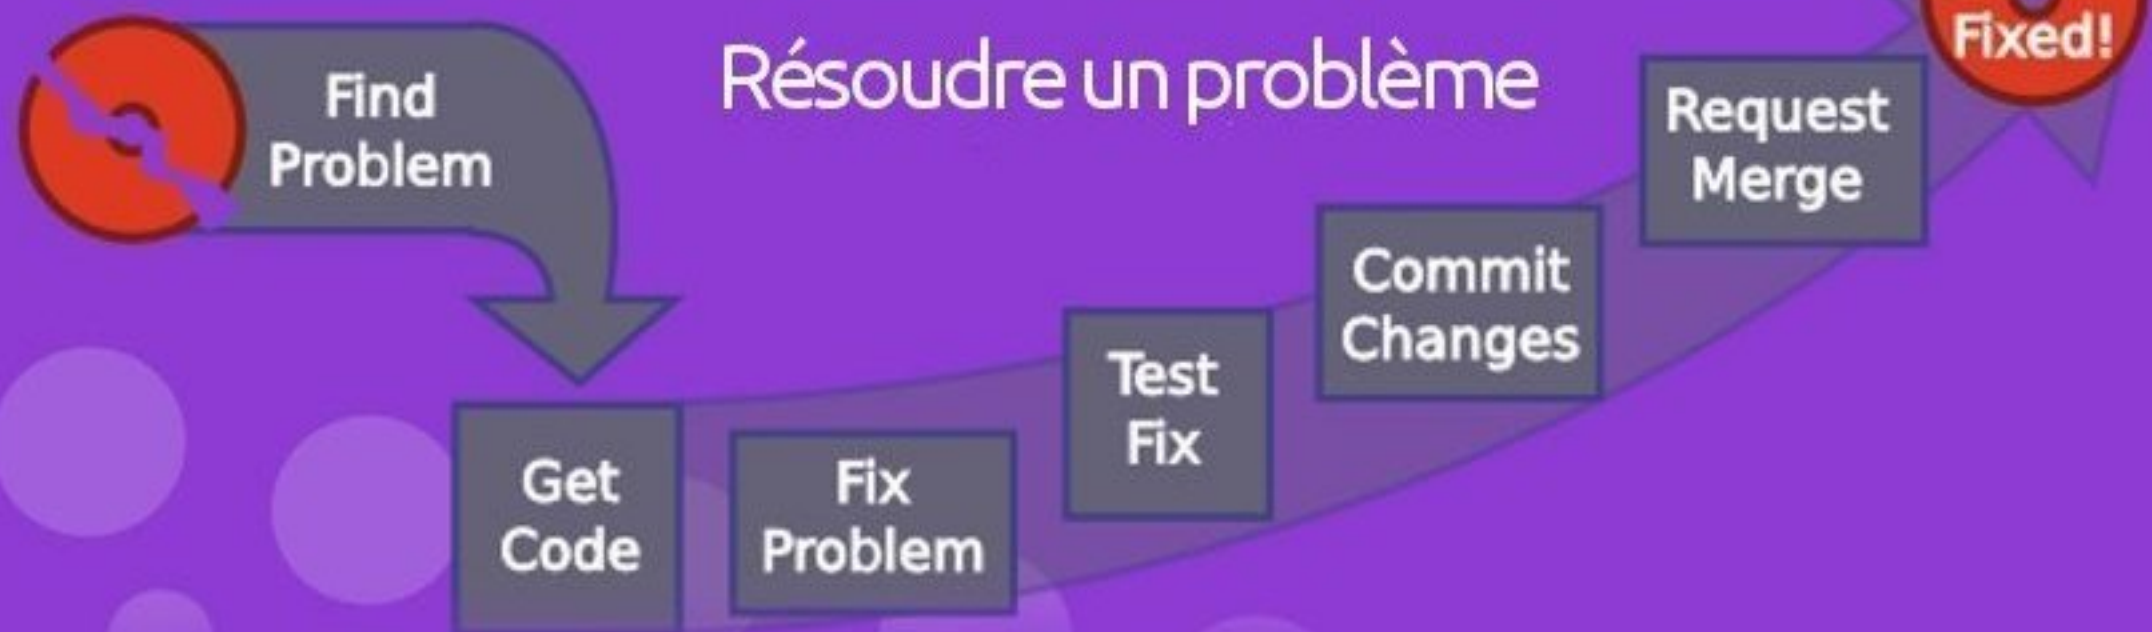 Résoudre un problème
Find
Problem
Get
Code
Fix
Problem
Test
Fix
Commit
Changes
Request
Merge
Fixed!